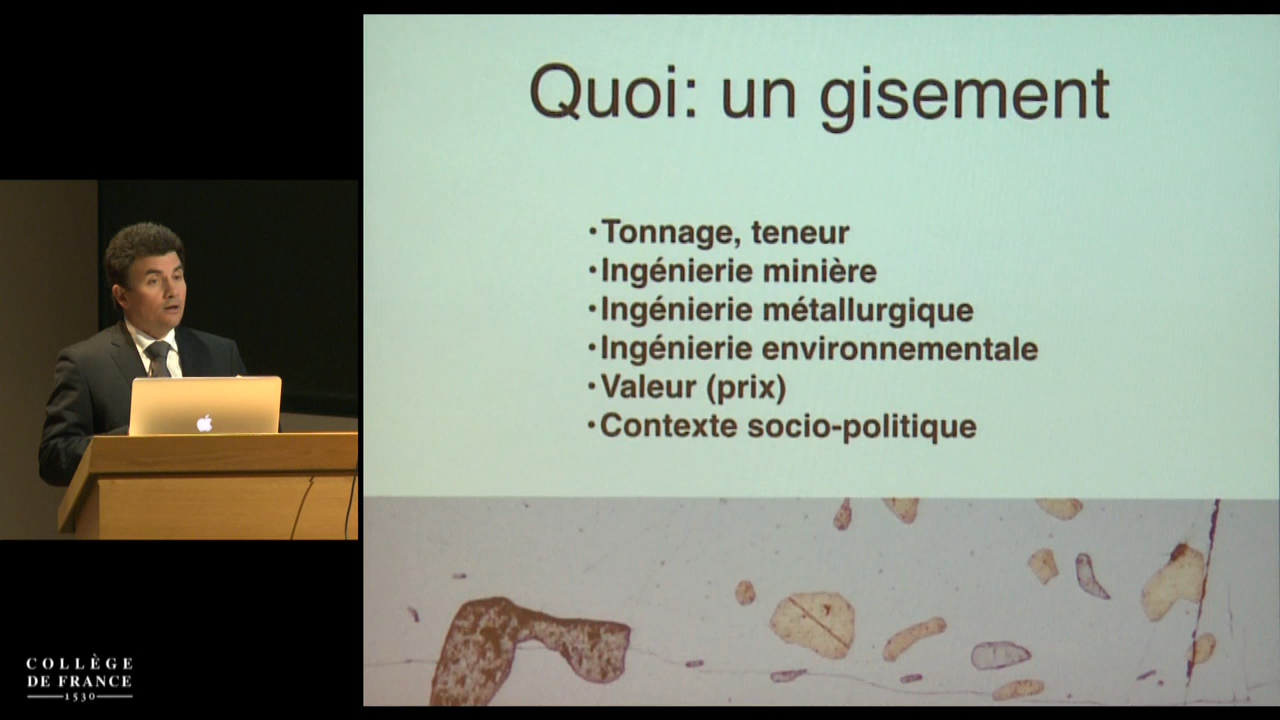 Quoi: un gisement
•Tonnage, teneur
•Ingénierie minière
•Ingénierie métallurgique
•Ingénierie environnementale
•Valeur (prix)
•Contexte socio-politique
COLLÈGE
DE FRANCE
1530